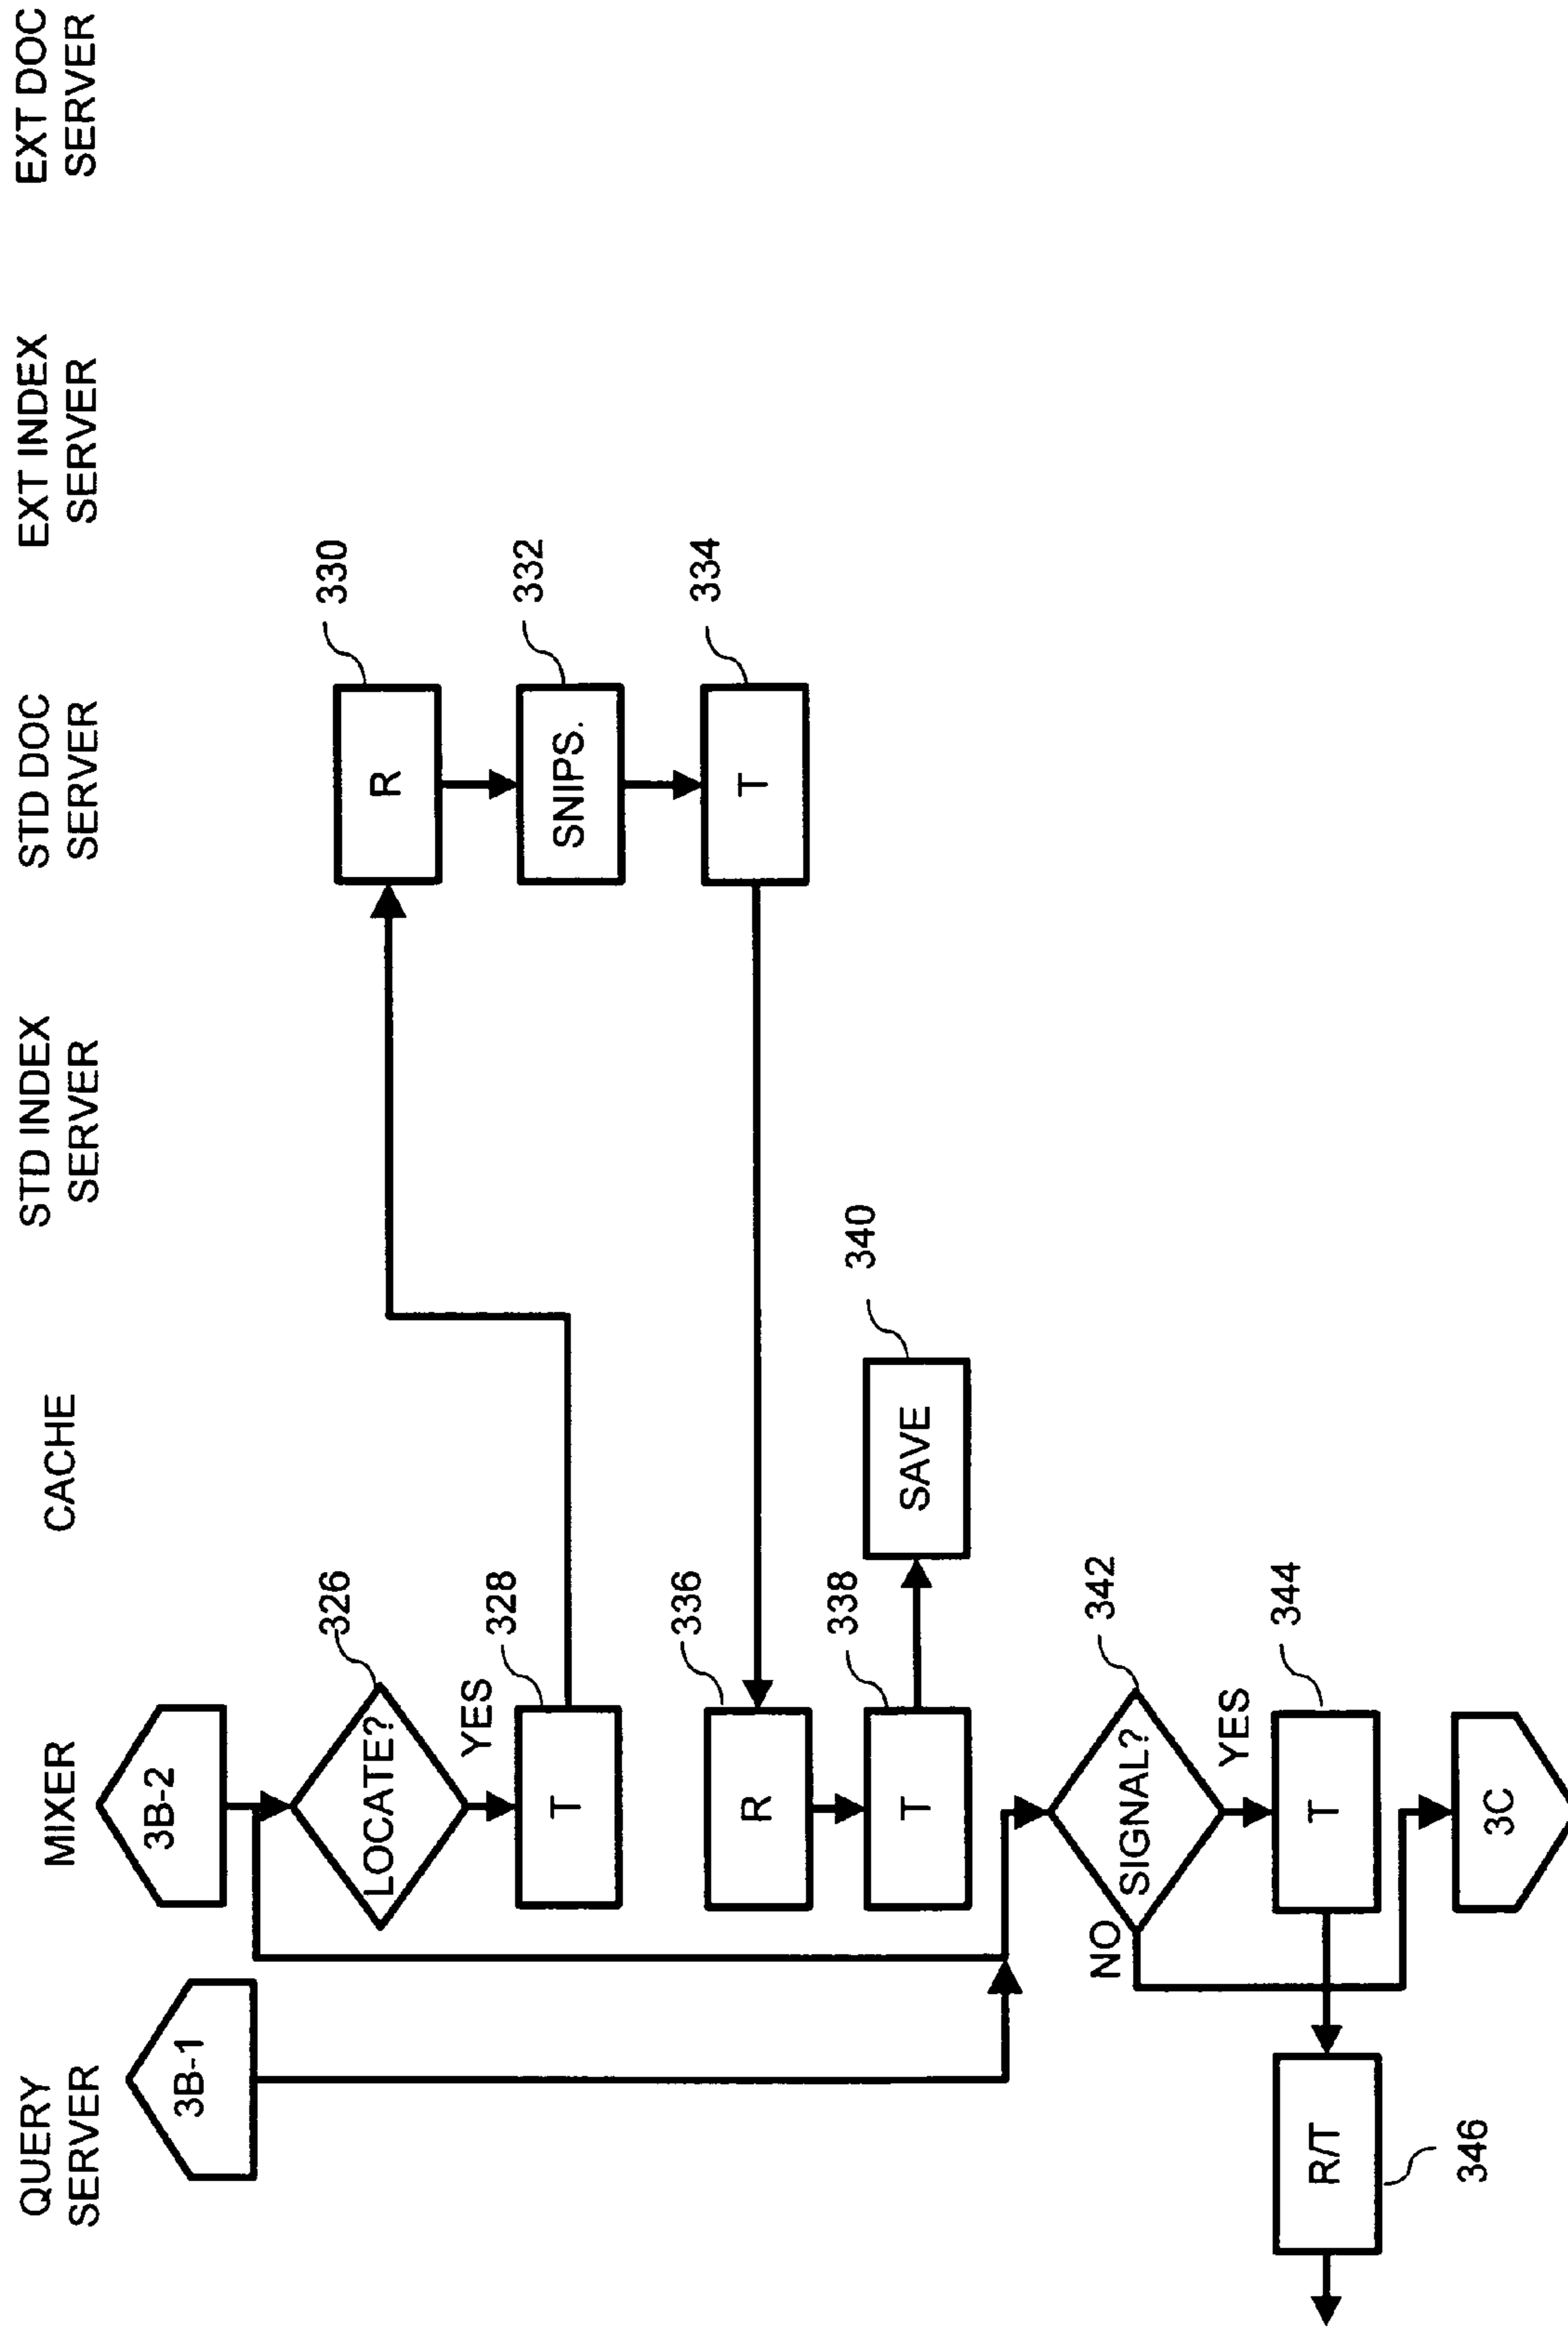 QUERY
SERVER
MIXER
CACHE
STD INDEX
SERVER
STD DOC
SERVER
EXT INDEX
SERVER
EXT DOC
SERVER
3B-1
3B-2
326
LOCATE?
YES
328
T
330
R
332
SNIPS.
334
T
336
R
338
T
340
SAVE
342
SIGNAL?
NO
YES
344
T
346
R/T
3C